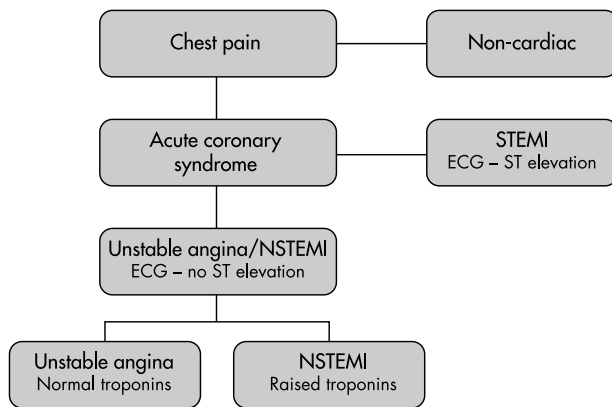 Chest pain
Non-cardiac
Acute coronary
syndrome
STEMI
ECG – ST elevation
Unstable angina/NSTEMI
ECG – no ST elevation
Unstable angina
Normal troponins
NSTEMI
Raised troponins